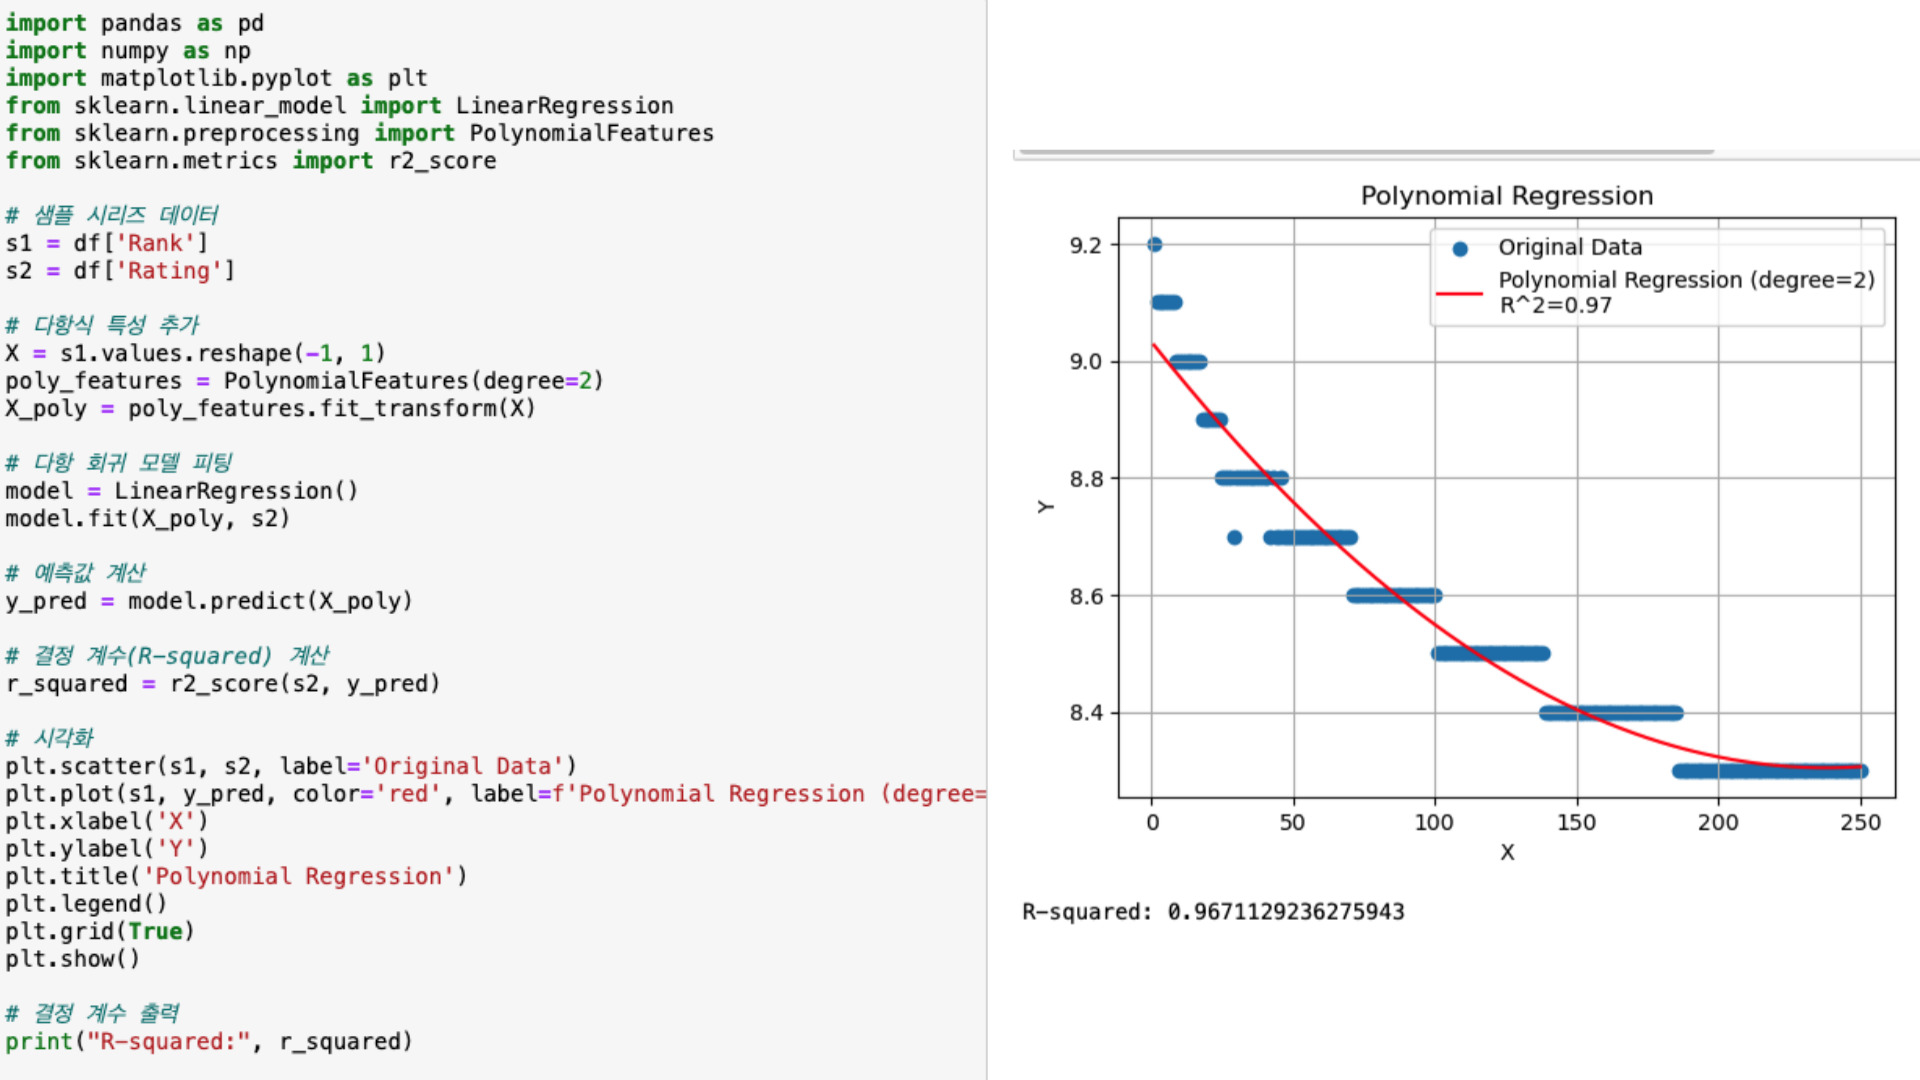 import pandas as pd
import numpy as np
import matplotlib.pyplot as plt
from sklearn.linear_model import LinearRegression
from sklearn.preprocessing import PolynomialFeatures
from sklearn.metrics import r2_score
# 샘플 시리즈 데이터
s1 = df['Rank']
s2 = df['Rating']
# 다항식 특성 추가
X = s1.values.reshape(-1, 1)
poly_features = PolynomialFeatures(degree=2)
X_poly = poly_features.fit_transform(X)
# 다항 회귀 모델 피팅
model = LinearRegression()
model.fit(X_poly, s2)
# 예측값 계산
y_pred = model.predict(X_poly)
# 결정 계수(R-squared) 계산
r_squared = r2_score(s2, y_pred)
# 시각화
plt.scatter(s1, s2, label='Original Data')
plt.plot(s1, y_pred, color='red', label=f'Polynomial Regression (degree=
plt.xlabel('X')
plt.ylabel('Y')
plt.title('Polynomial Regression')
plt.legend()
plt.grid(True)
plt.show()
# 결정 계수 출력
print("R-squared:", r_squared)
Polynomial Regression
Original Data
Polynomial Regression (degree=2)
R^2=0.97
9.2
9.0
8.8
8.6
8.4
Y
0 50 100 150 200 250
X
R-squared: 0.9671129236275943